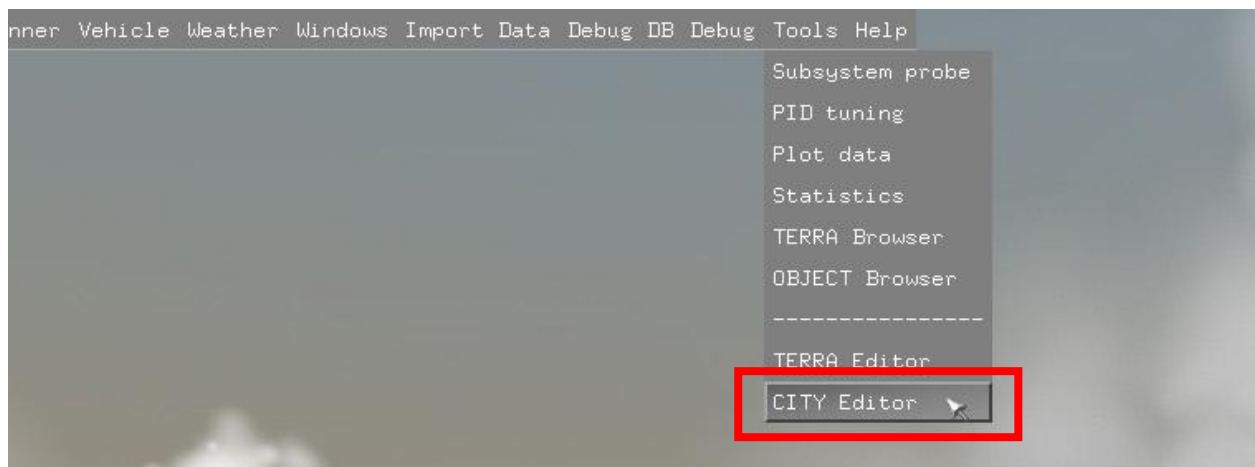 nner Vehicle Weather Windows Import Data Debug DB Debug Tools Help
Subsystem probe
PID tuning
Plot data
Statistics
TERRA Browser
OBJECT Browser
----------------
TERRA Editor
CITY Editor